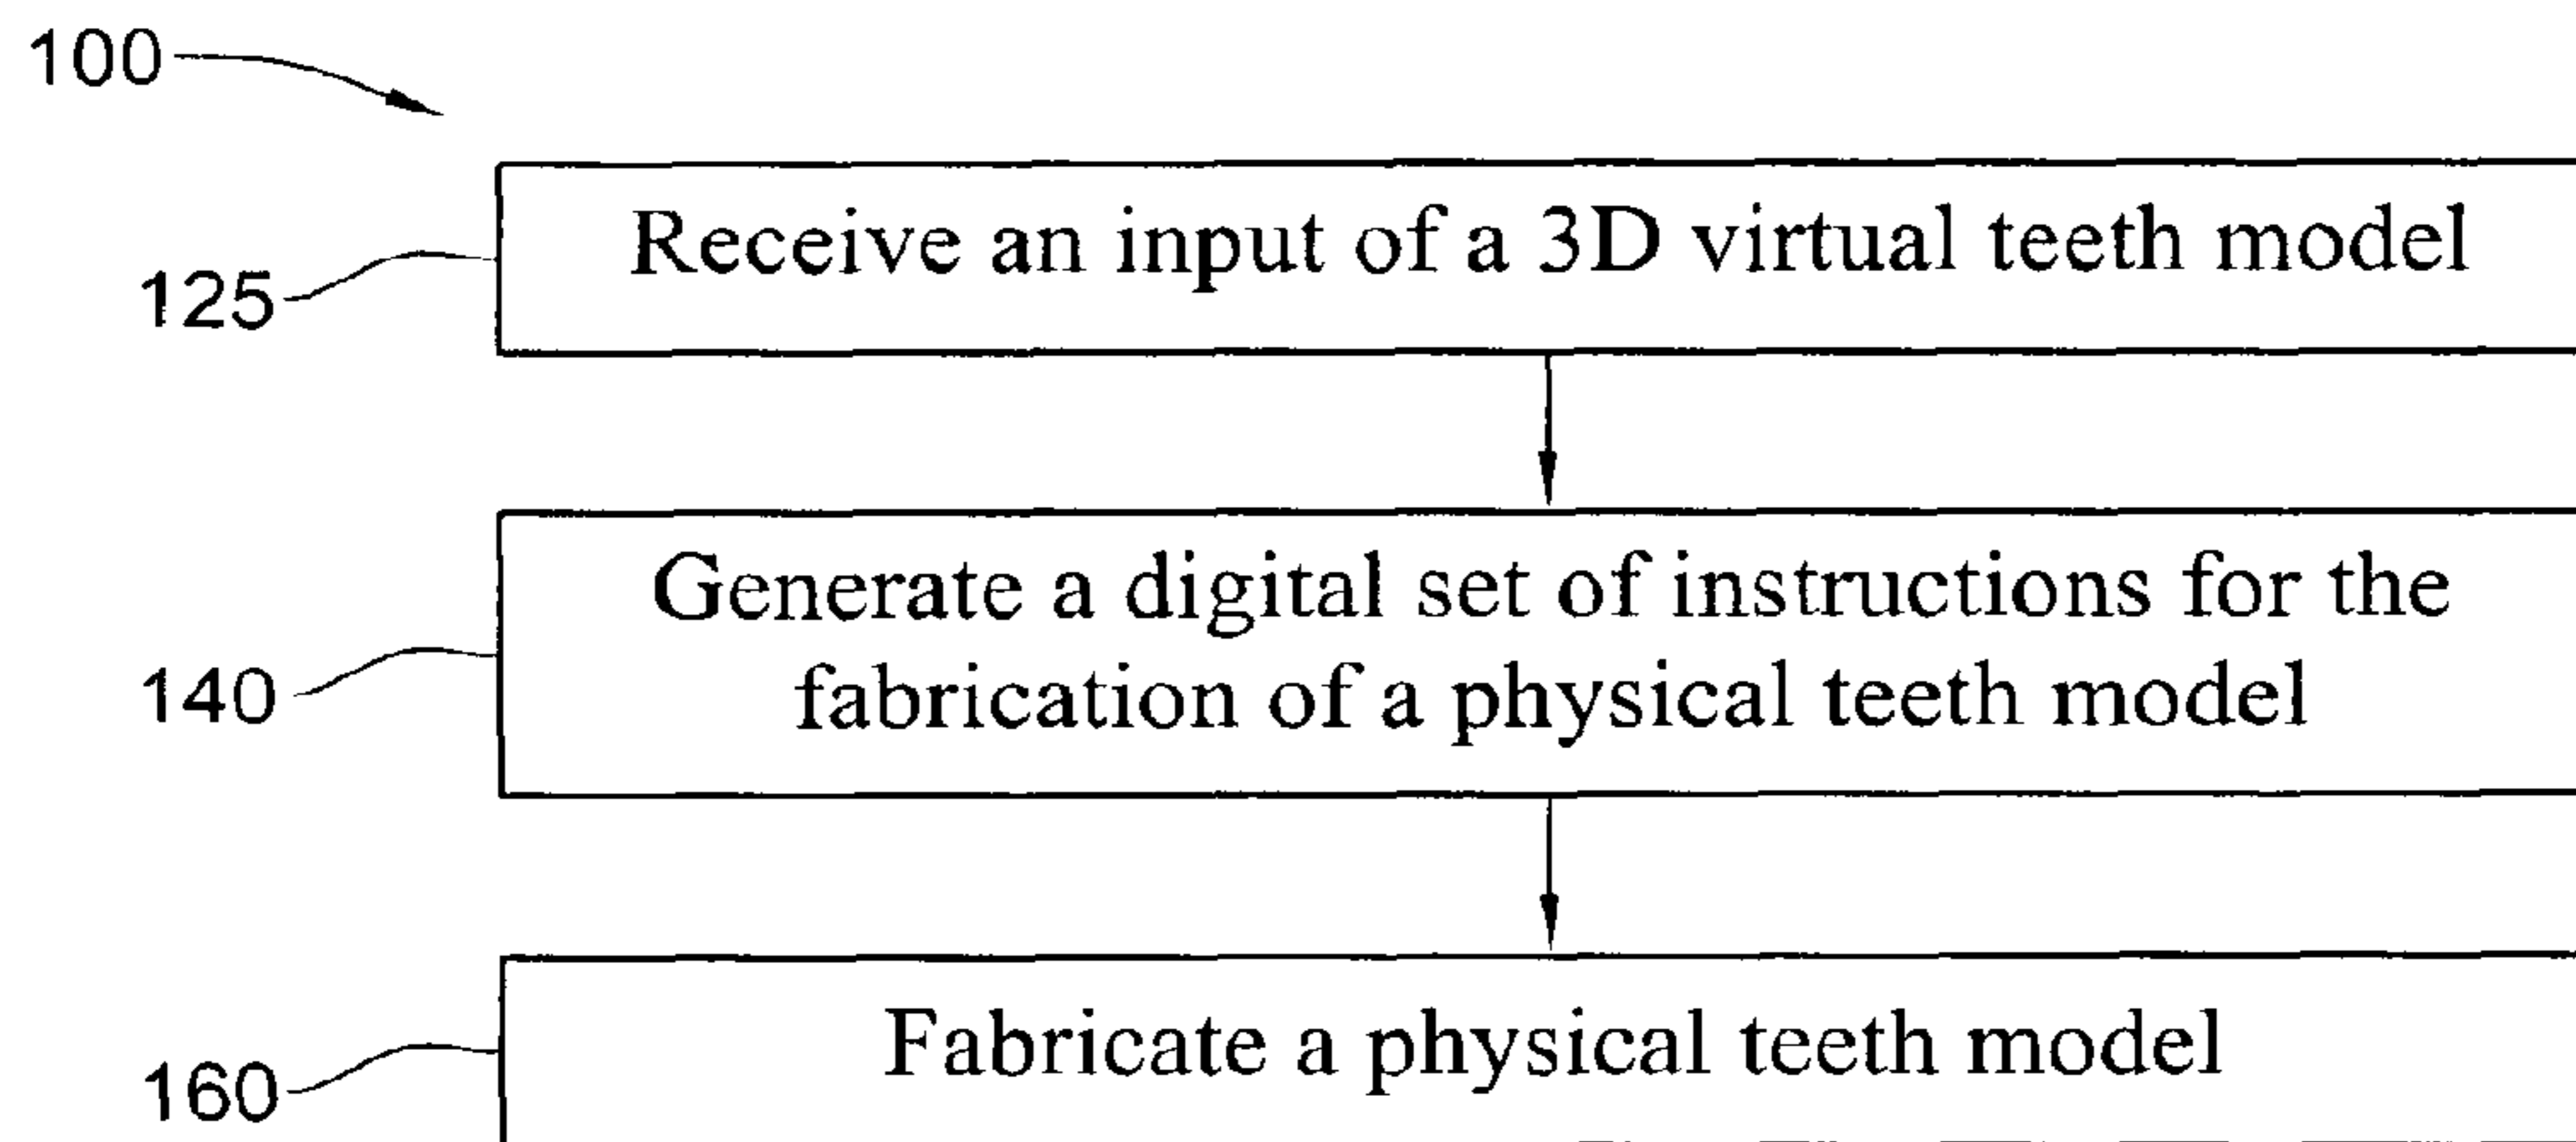 100
125
Receive an input of a 3D virtual teeth model
140
Generate a digital set of instructions for the
fabrication of a physical teeth model
160
Fabricate a physical teeth model